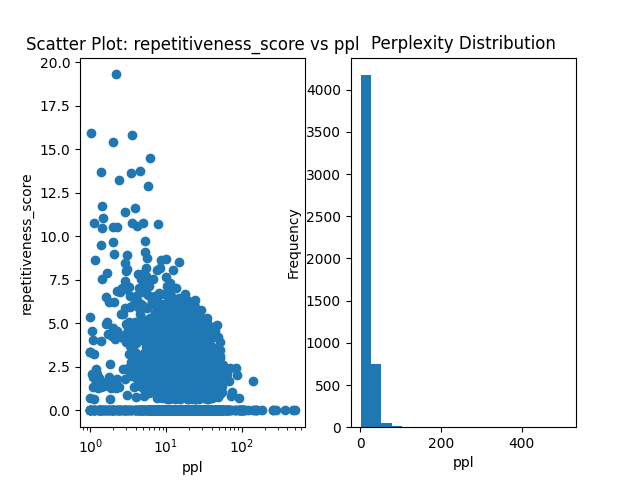 Scatter Plot: repetitiveness_score vs ppl
20.0
17.5
15.0
12.5
10.0
7.5
5.0
2.5
0.0
repetitiveness_score
10⁰ 10¹ 10²
ppl
Perplexity Distribution
4000
3500
3000
2500
2000
1500
1000
500
0
Frequency
0 200 400
ppl